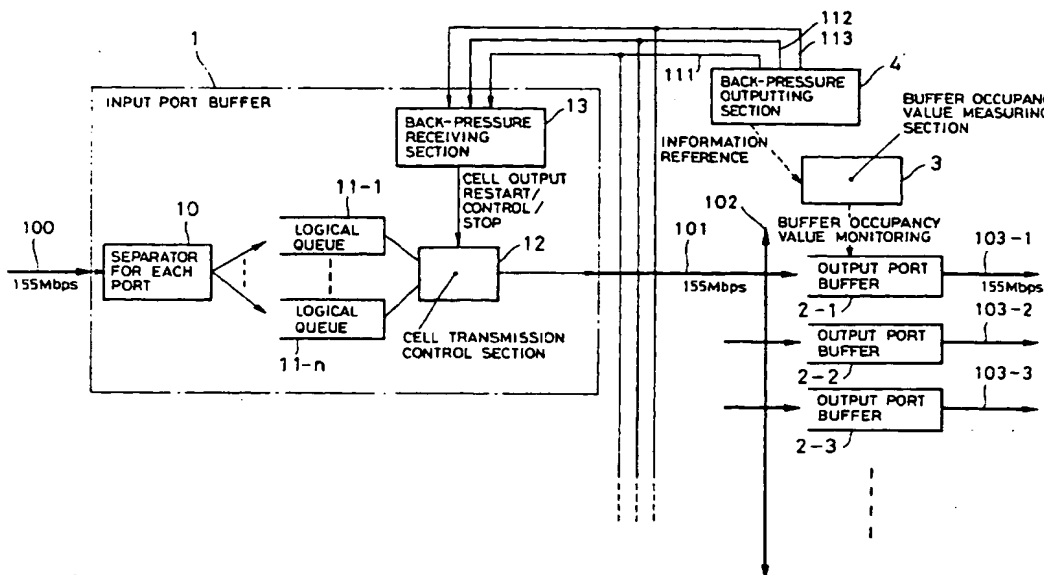 1
INPUT PORT BUFFER
13
BACK-PRESSURE
RECEIVING
SECTION
CELL OUTPUT
RESTART/
CONTROL/
STOP
10
100
155Mbps
SEPARATOR
FOR EACH
PORT
11-1
LOGICAL
QUEUE
LOGICAL
QUEUE
11-n
12
CELL TRANSMISSION
CONTROL SECTION
112
113
111
4
BACK-PRESSURE
OUTPUTTING
SECTION
BUFFER OCCUPANCY
VALUE MEASURING
SECTION
INFORMATION
REFERENCE
3
102
BUFFER OCCUPANCY
VALUE MONITORING
101
155Mbps
OUTPUT PORT
BUFFER
2-1
103-1
155Mbps
103-2
OUTPUT PORT
BUFFER
2-2
103-3
OUTPUT PORT
BUFFER
2-3